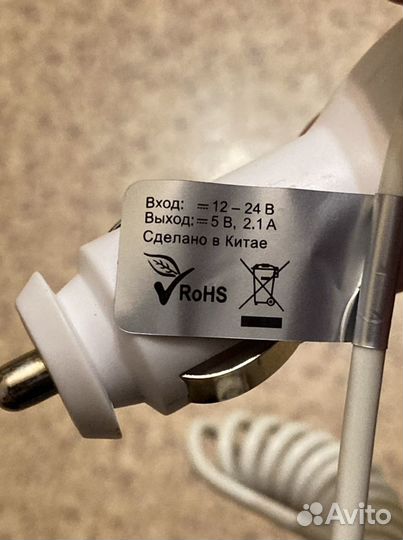 Вход: ⎓ 12 – 24 В
Выход: ⎓ 5 В, 2.1 А
Сделано в Китае
RoHS
Avito